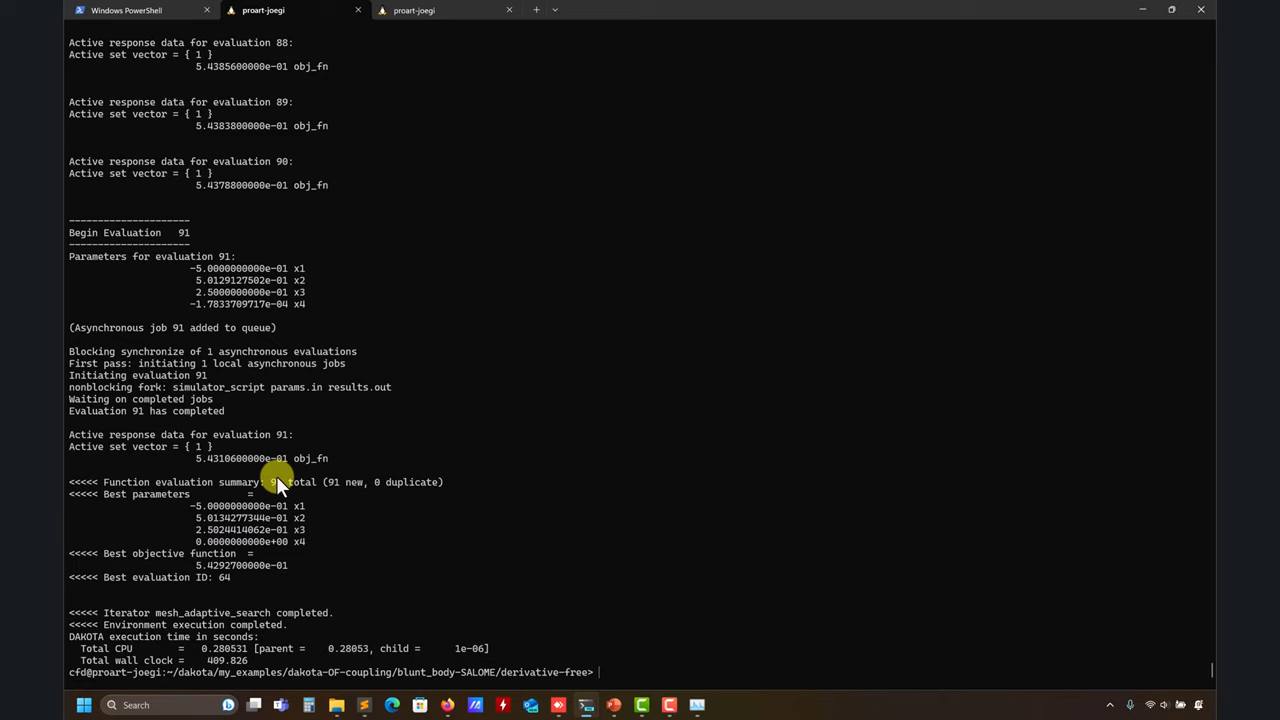 Windows PowerShell
proart-joegi
proart-joegi
Active response data for evaluation 88:
Active set vector = { 1 }
5.4385600000e-01 obj_fn
Active response data for evaluation 89:
Active set vector = { 1 }
5.4383800000e-01 obj_fn
Active response data for evaluation 90:
Active set vector = { 1 }
5.4378800000e-01 obj_fn
---------------------
Begin Evaluation   91
---------------------
Parameters for evaluation 91:
-5.0000000000e-01 x1
5.0129127502e-01 x2
2.5000000000e-01 x3
-1.7833709717e-04 x4
(Asynchronous job 91 added to queue)
Blocking synchronize of 1 asynchronous evaluations
First pass: initiating 1 local asynchronous jobs
Initiating evaluation 91
nonblocking fork: simulator_script params.in results.out
Waiting on completed jobs
Evaluation 91 has completed
Active response data for evaluation 91:
Active set vector = { 1 }
5.4310600000e-01 obj_fn
<<<<< Function evaluation summary: 91 total (91 new, 0 duplicate)
<<<<< Best parameters          =
-5.0000000000e-01 x1
5.0134277344e-01 x2
2.5024414062e-01 x3
0.0000000000e+00 x4
<<<<< Best objective function  =
5.4292700000e-01
<<<<< Best evaluation ID: 64
<<<<< Iterator mesh_adaptive_search completed.
<<<<< Environment execution completed.
DAKOTA execution time in seconds:
Total CPU        =   0.280531 [parent =    0.28053, child =      1e-06]
Total wall clock =    409.826
cfd@proart-joegi:~/dakota/my_examples/dakota-OF-coupling/blunt_body-SALOME/derivative-free>
Search